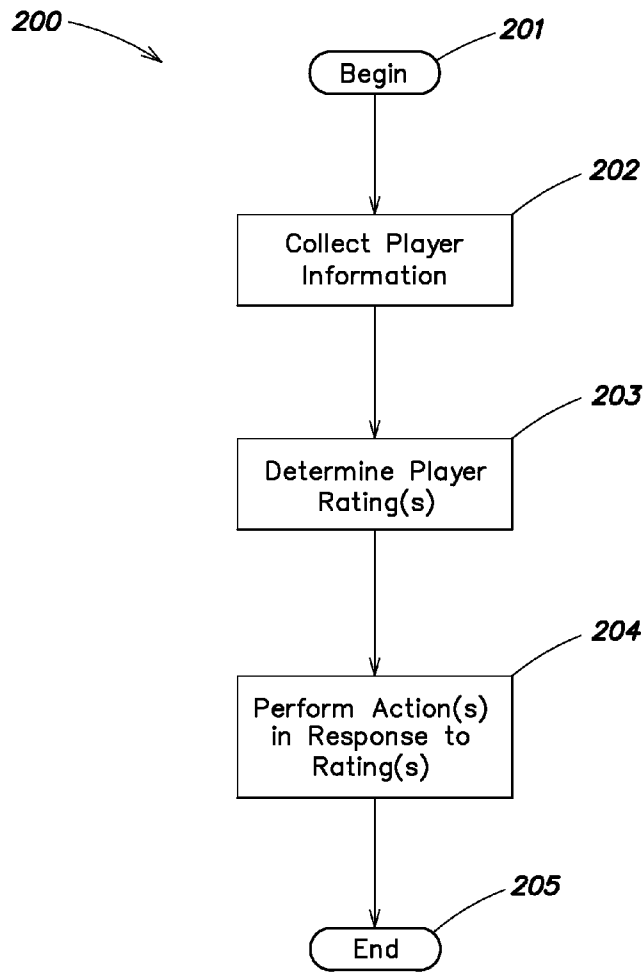 200
201
Begin
202
Collect Player
Information
203
Determine Player
Rating(s)
204
Perform Action(s)
in Response to
Rating(s)
205
End